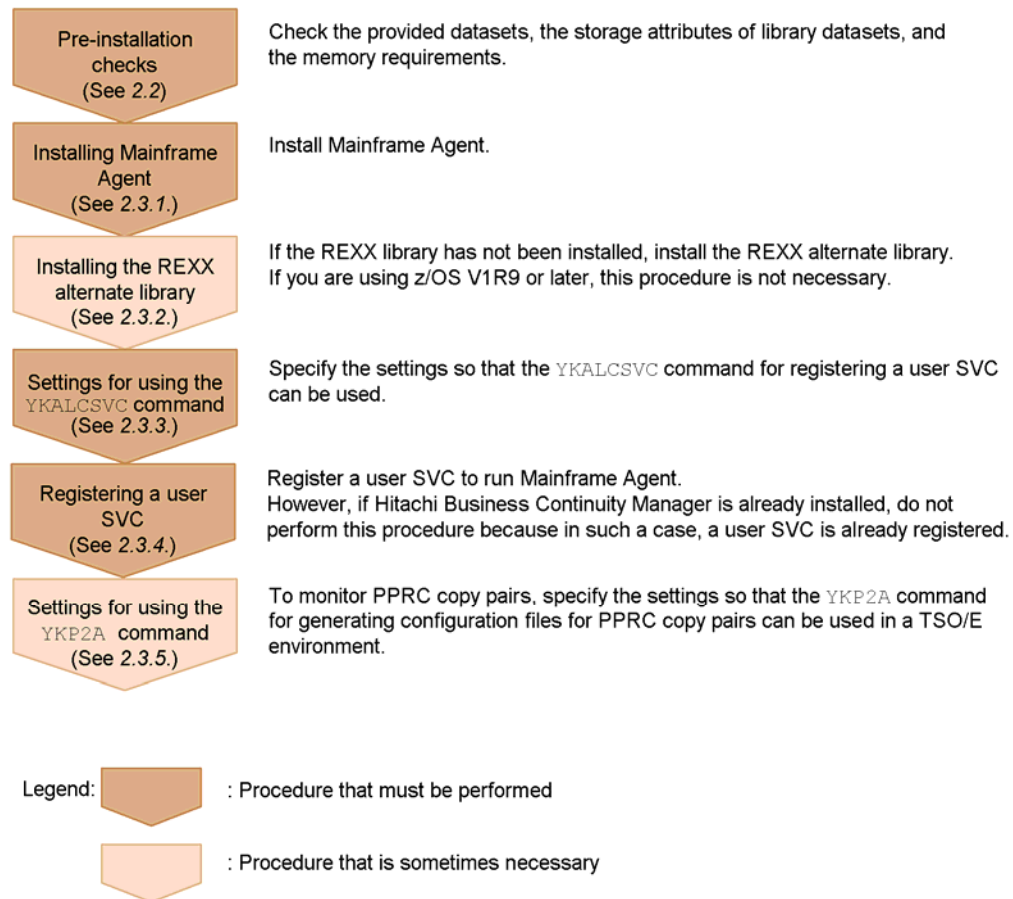 Pre-installation
checks
(See 2.2)
Check the provided datasets, the storage attributes of library datasets, and
the memory requirements.
Installing Mainframe
Agent
(See 2.3.1.)
Install Mainframe Agent.
Installing the REXX
alternate library
(See 2.3.2.)
If the REXX library has not been installed, install the REXX alternate library.
If you are using z/OS V1R9 or later, this procedure is not necessary.
Settings for using the
YKALCSVC command
(See 2.3.3.)
Specify the settings so that the YKALCSVC command for registering a user SVC
can be used.
Registering a user
SVC
(See 2.3.4.)
Register a user SVC to run Mainframe Agent.
However, if Hitachi Business Continuity Manager is already installed, do not
perform this procedure because in such a case, a user SVC is already registered.
Settings for using the
YKP2A command
(See 2.3.5.)
To monitor PPRC copy pairs, specify the settings so that the YKP2A command
for generating configuration files for PPRC copy pairs can be used in a TSO/E
environment.
Legend:
: Procedure that must be performed
: Procedure that is sometimes necessary